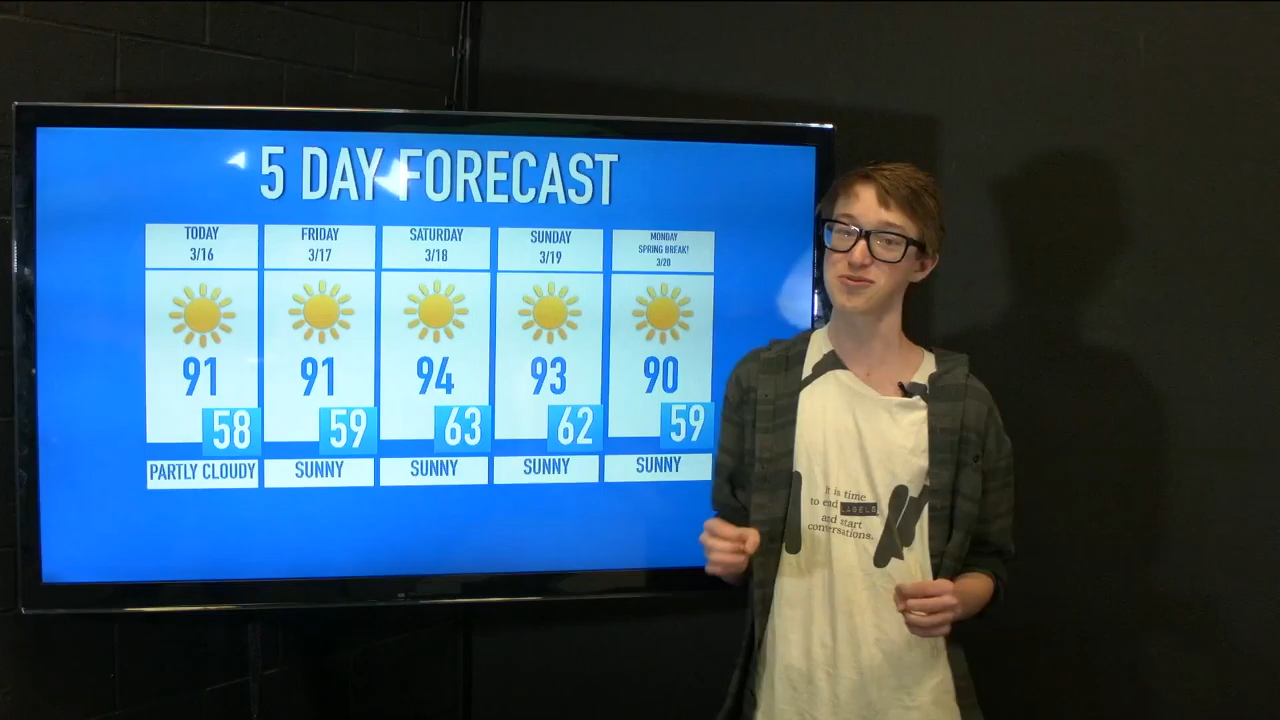 5 DAY FORECAST
TODAY
3/16
91
58
PARTLY CLOUDY
FRIDAY
3/17
91
59
SUNNY
SATURDAY
3/18
94
63
SUNNY
SUNDAY
3/19
93
62
SUNNY
MONDAY
SPRING BREAK!
3/20
90
59
SUNNY
It is time
to end LABELS,
and start
conversations.